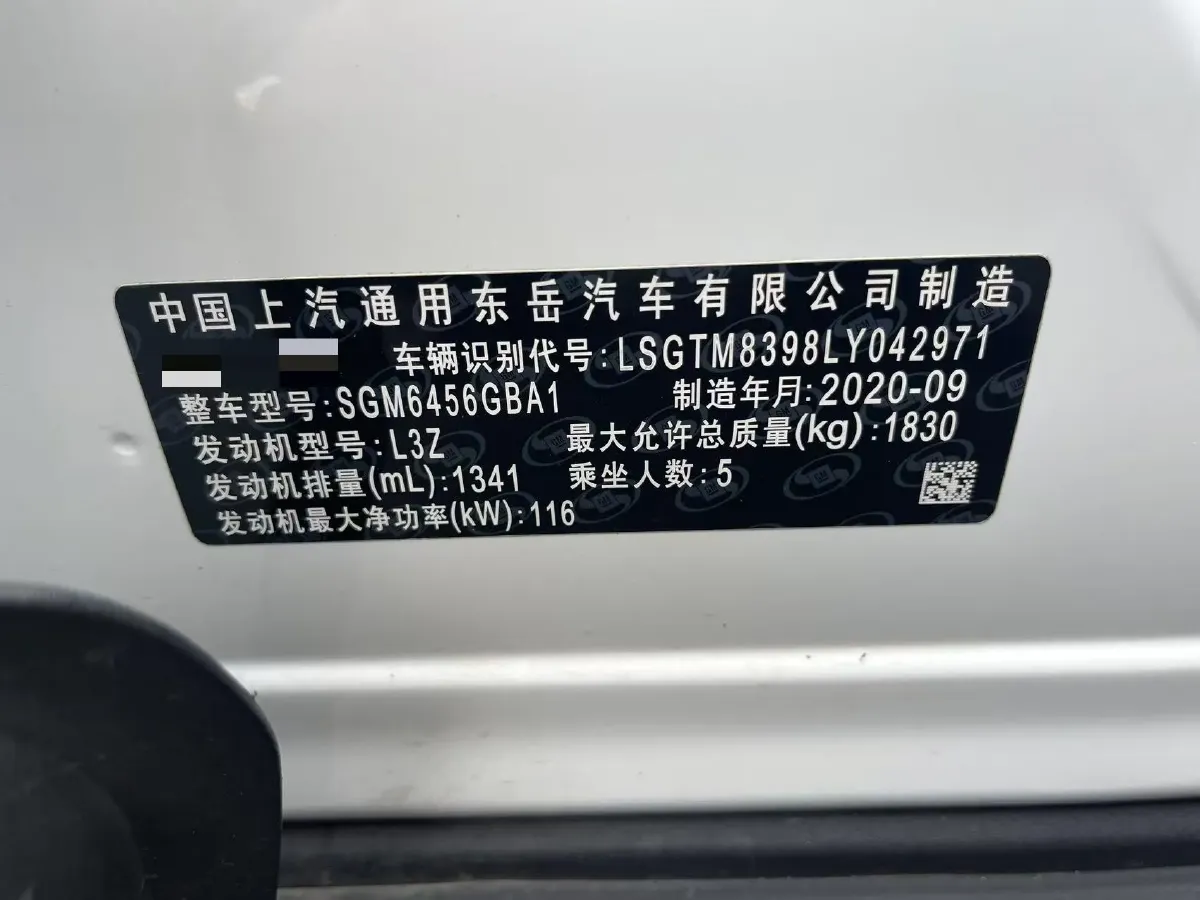 中国上汽通用东岳汽车有限公司制造
车辆识别代号:LSGTM8398LY042971
整车型号:SGM6456GBA1 制造年月:2020-09
发动机型号:L3Z 最大允许总质量(kg):1830
发动机排量(mL):1341 乘坐人数:5
发动机最大净功率(kW):116